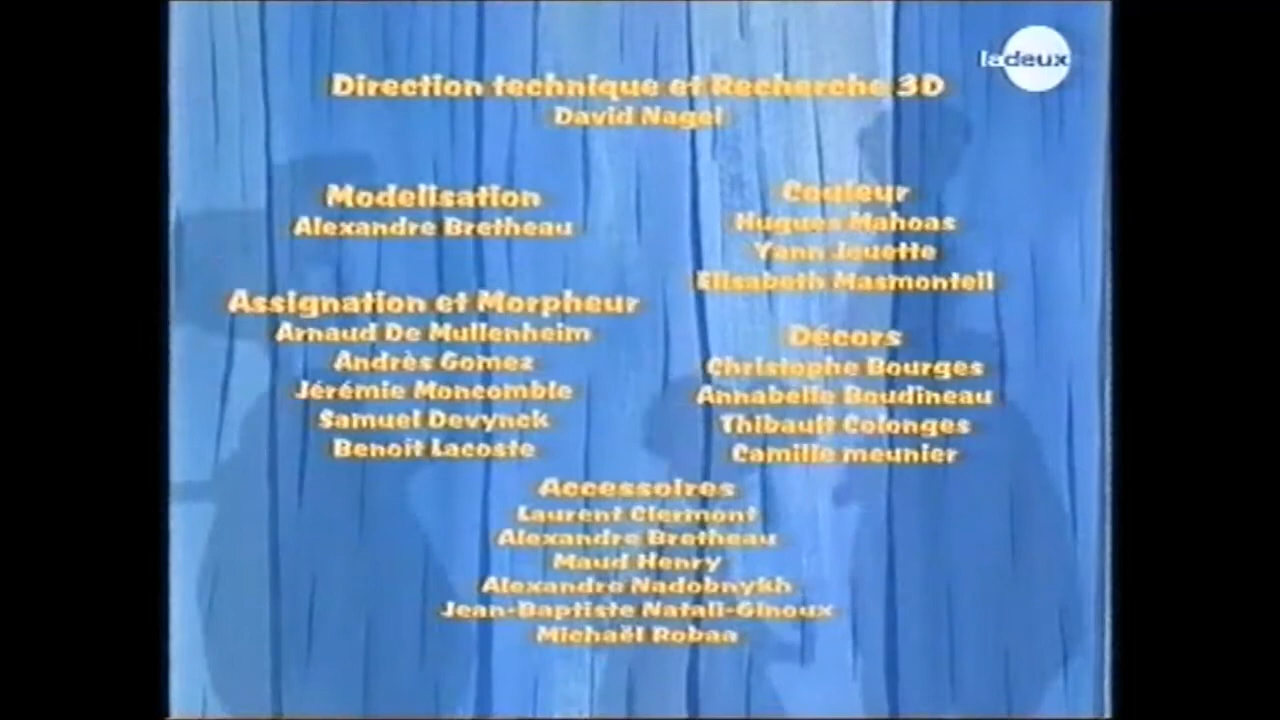 ladeux
Direction technique et Recherche 3D
David Nagel
Modelisation
Alexandre Bretheau
Assignation et Morpheur
Arnaud De Mullenheim
Andrès Gomez
Jérémie Moncomble
Samuel Devynck
Benoît Lacoste
Couleur
Hugues Mahoas
Yann Jouette
Elisabeth Masmonteil
Décors
Christophe Bourges
Annabelle Boudineau
Thibault Colonges
Camille meunier
Accessoires
Laurent Clermont
Alexandre Bretheau
Maud Henry
Alexandre Nadobnykh
Jean-Baptiste Natali-Ginoux
Michaël Robaa